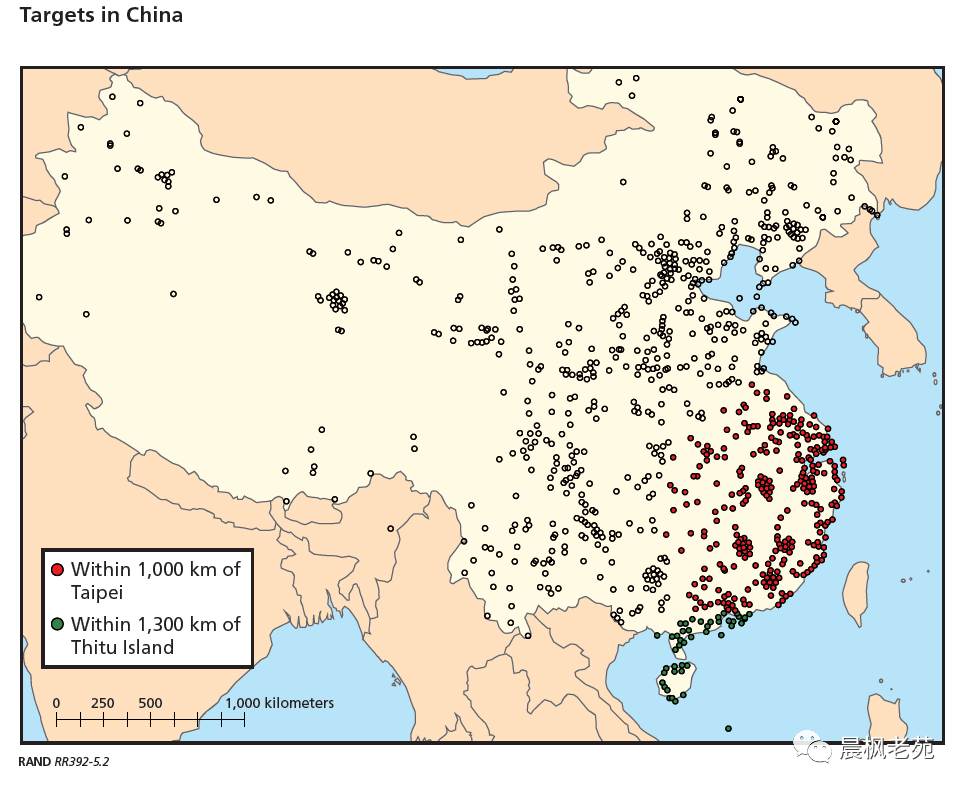 Targets in China
Within 1,000 km of
Taipei
Within 1,300 km of
Thitu Island
0 250 500 1,000 kilometers
RAND RR392-5.2
晨枫老苑